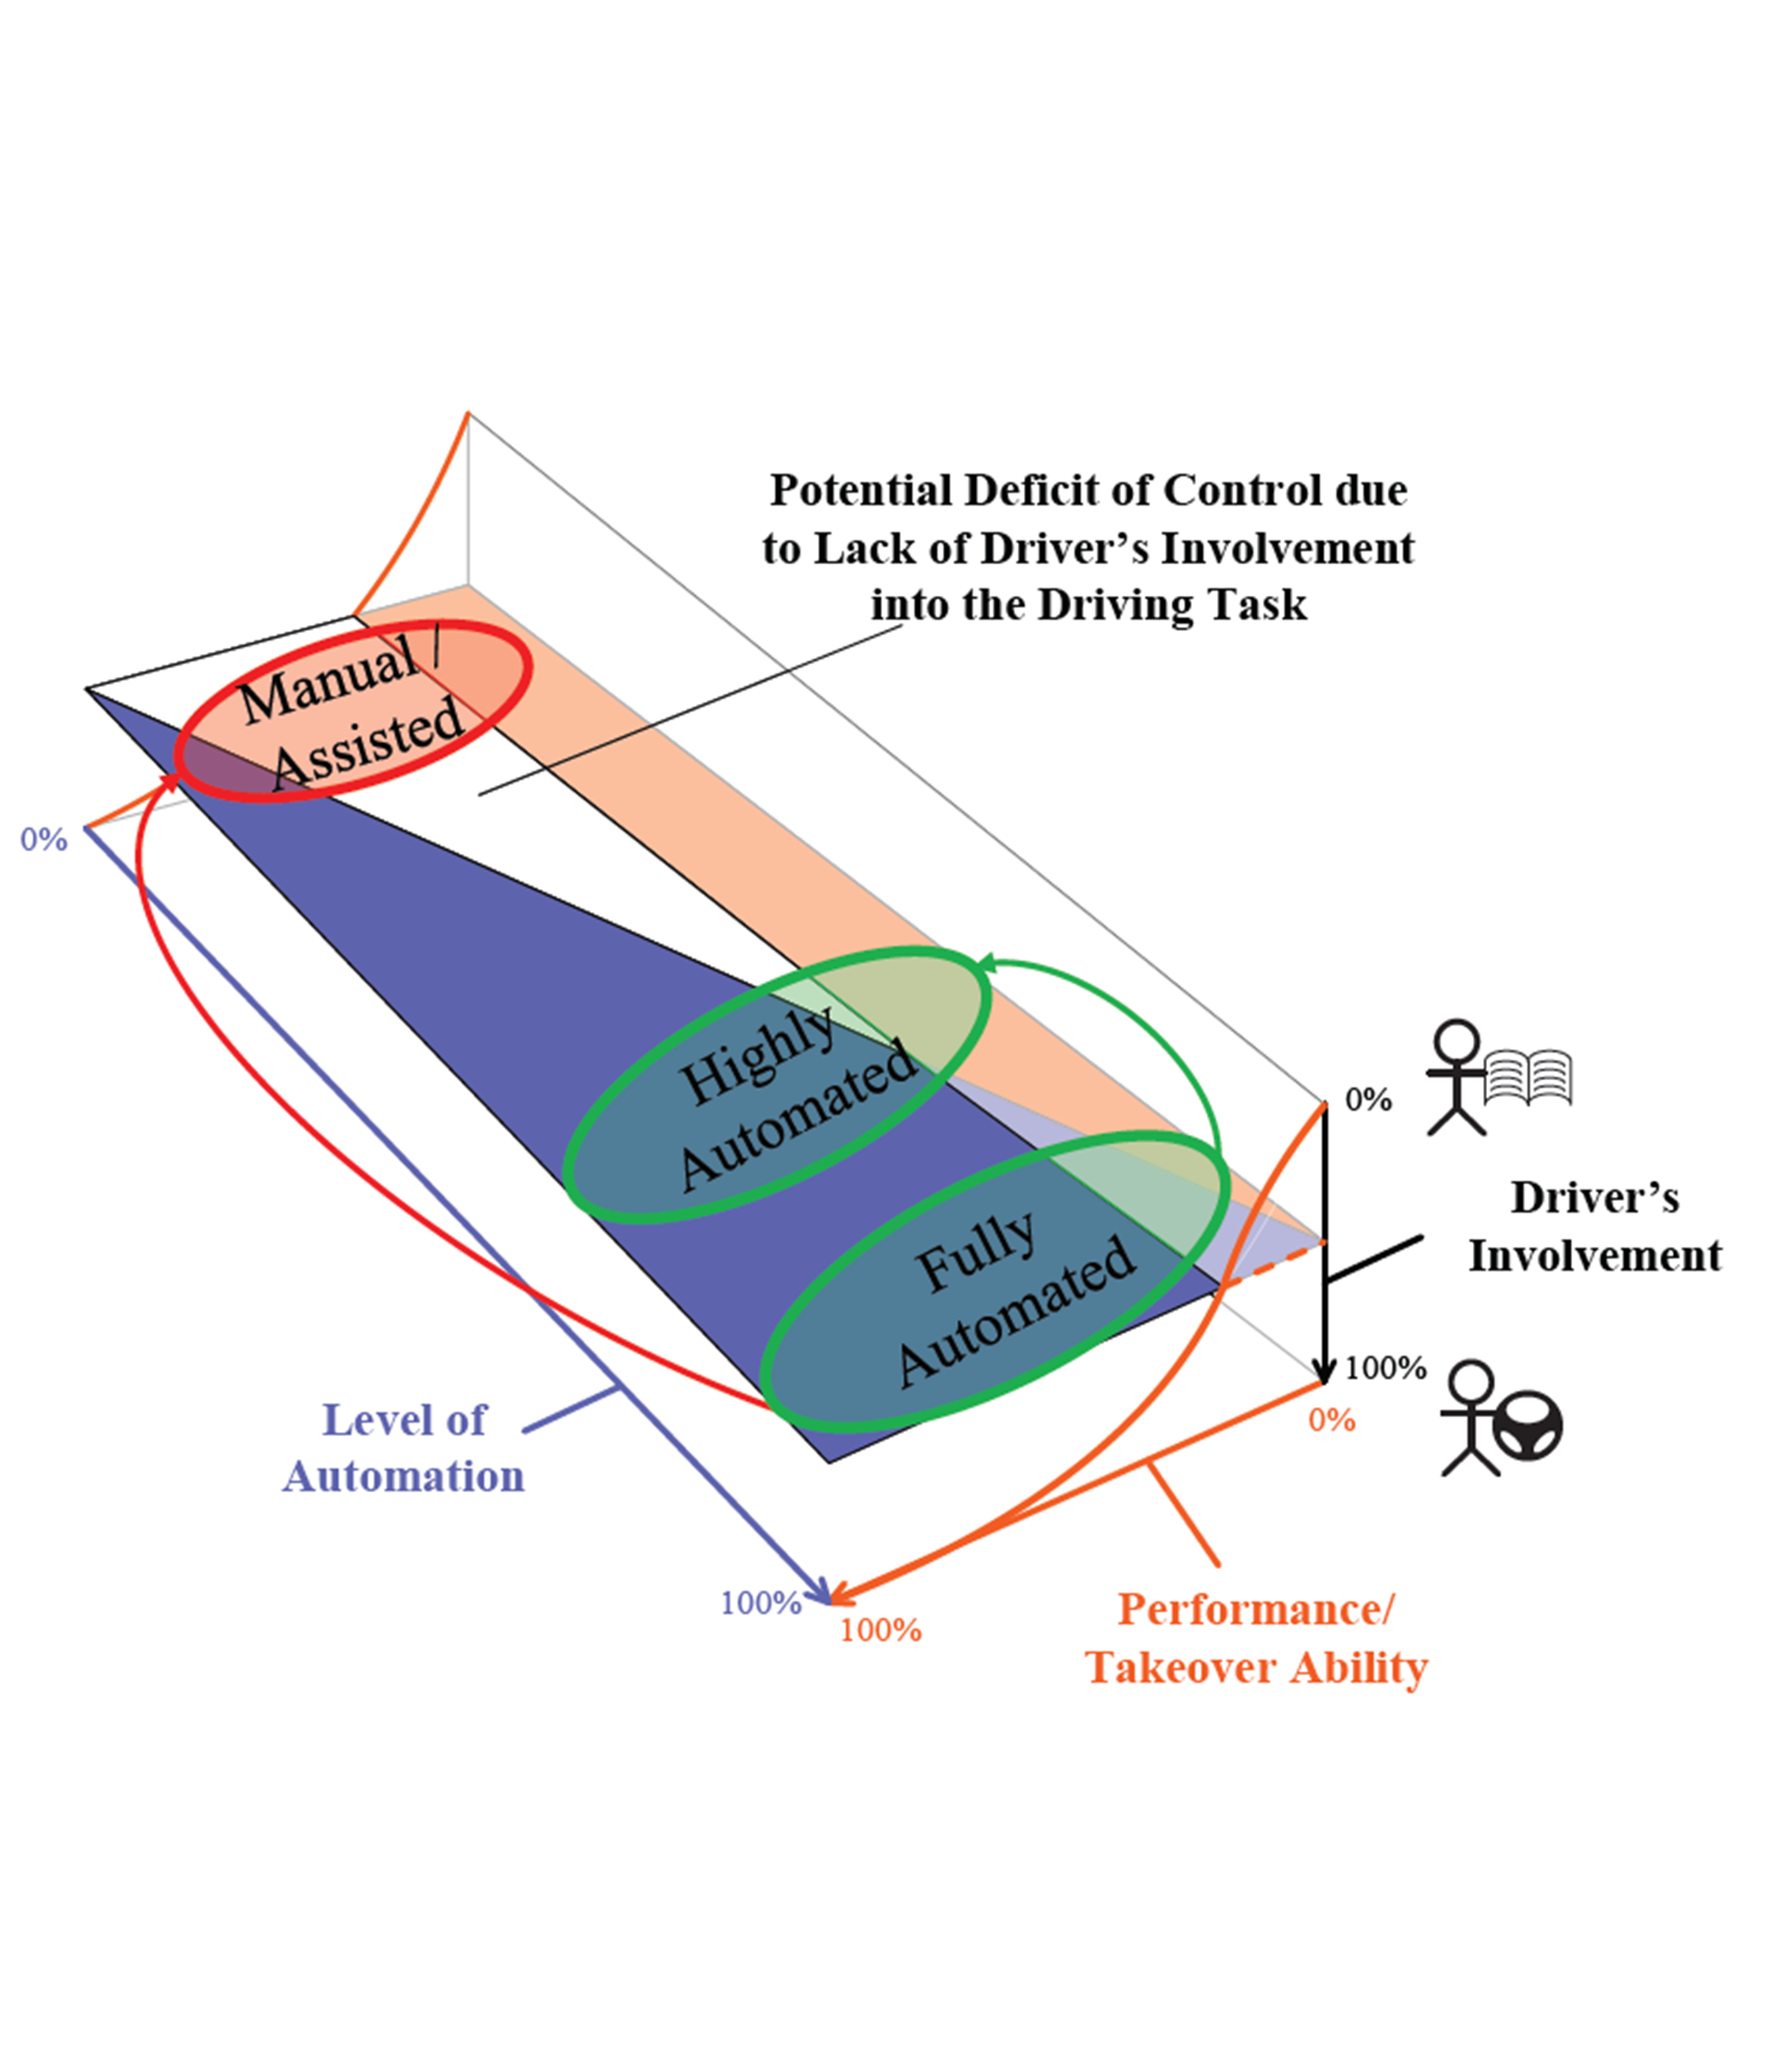 Potential Deficit of Control due
to Lack of Driver’s Involvement
into the Driving Task
Manual /
Assisted
0%
Highly
Automated
0%
Driver’s
Involvement
Fully
Automated
100%
0%
Level of
Automation
100%
100%
Performance/
Takeover Ability